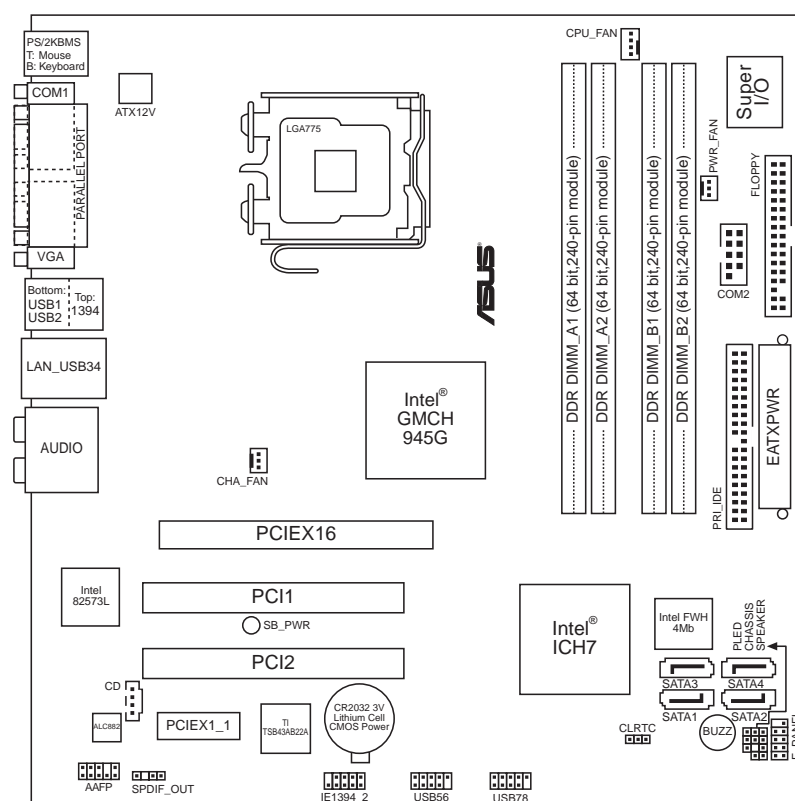 PS/2KBMS
T: Mouse
B: Keyboard
COM1
PARALLEL PORT
VGA
Bottom:
USB1
USB2
Top:
1394
LAN_USB34
AUDIO
ATX12V
LGA775
CPU_FAN
Super
I/O
PWR_FAN
FLOPPY
COM2
ASUS®
DDR DIMM_A1 (64 bit,240-pin module)
DDR DIMM_A2 (64 bit,240-pin module)
DDR DIMM_B1 (64 bit,240-pin module)
DDR DIMM_B2 (64 bit,240-pin module)
Intel®
GMCH
945G
CHA_FAN
PRI_IDE
EATXPWR
PCIEX16
Intel
82573L
PCI1
SB_PWR
PCI2
Intel®
ICH7
Intel FWH
4Mb
PLED
CHASSIS
SPEAKER
SATA3
SATA4
SATA1
SATA2
CD
ALC882
PCIEX1_1
TI
TSB43AB22A
CR2032 3V
Lithium Cell
CMOS Power
CLRTC
BUZZ
F_PANEL
AAFP
SPDIF_OUT
IE1394_2
USB56
USB78